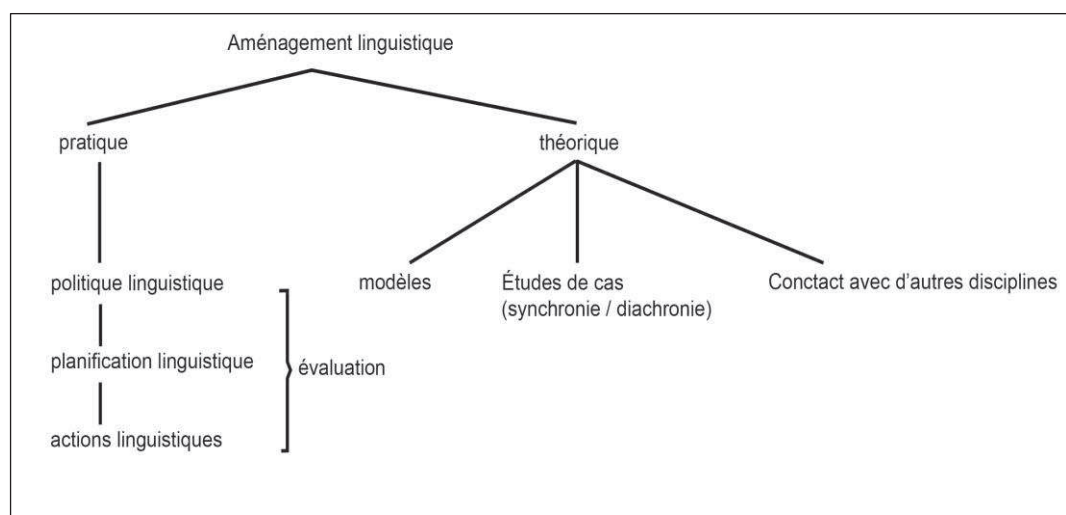 Aménagement linguistique
pratique
théorique
politique linguistique
modèles
Études de cas
(synchronie / diachronie)
Conctact avec d'autres disciplines
planification linguistique
évaluation
actions linguistiques